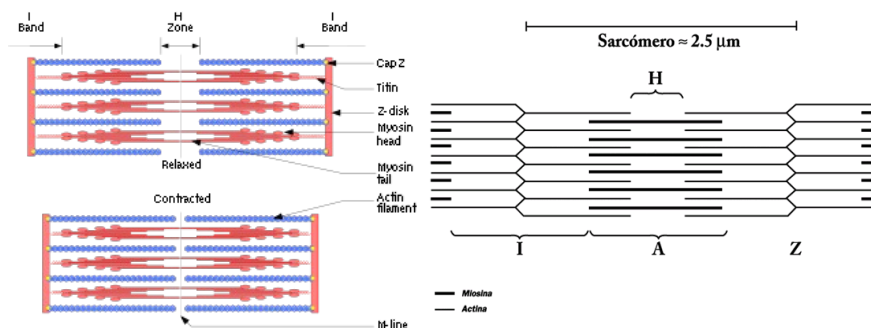 I
Band
H
Zone
I
Band
Cap Z
Titin
Z-disk
Myosin
head
Relaxed
Myosin
tail
Contracted
Actin
filament
M-line
Sarcómero ≈ 2.5 μm
H
I
A
Z
Miosina
Actina